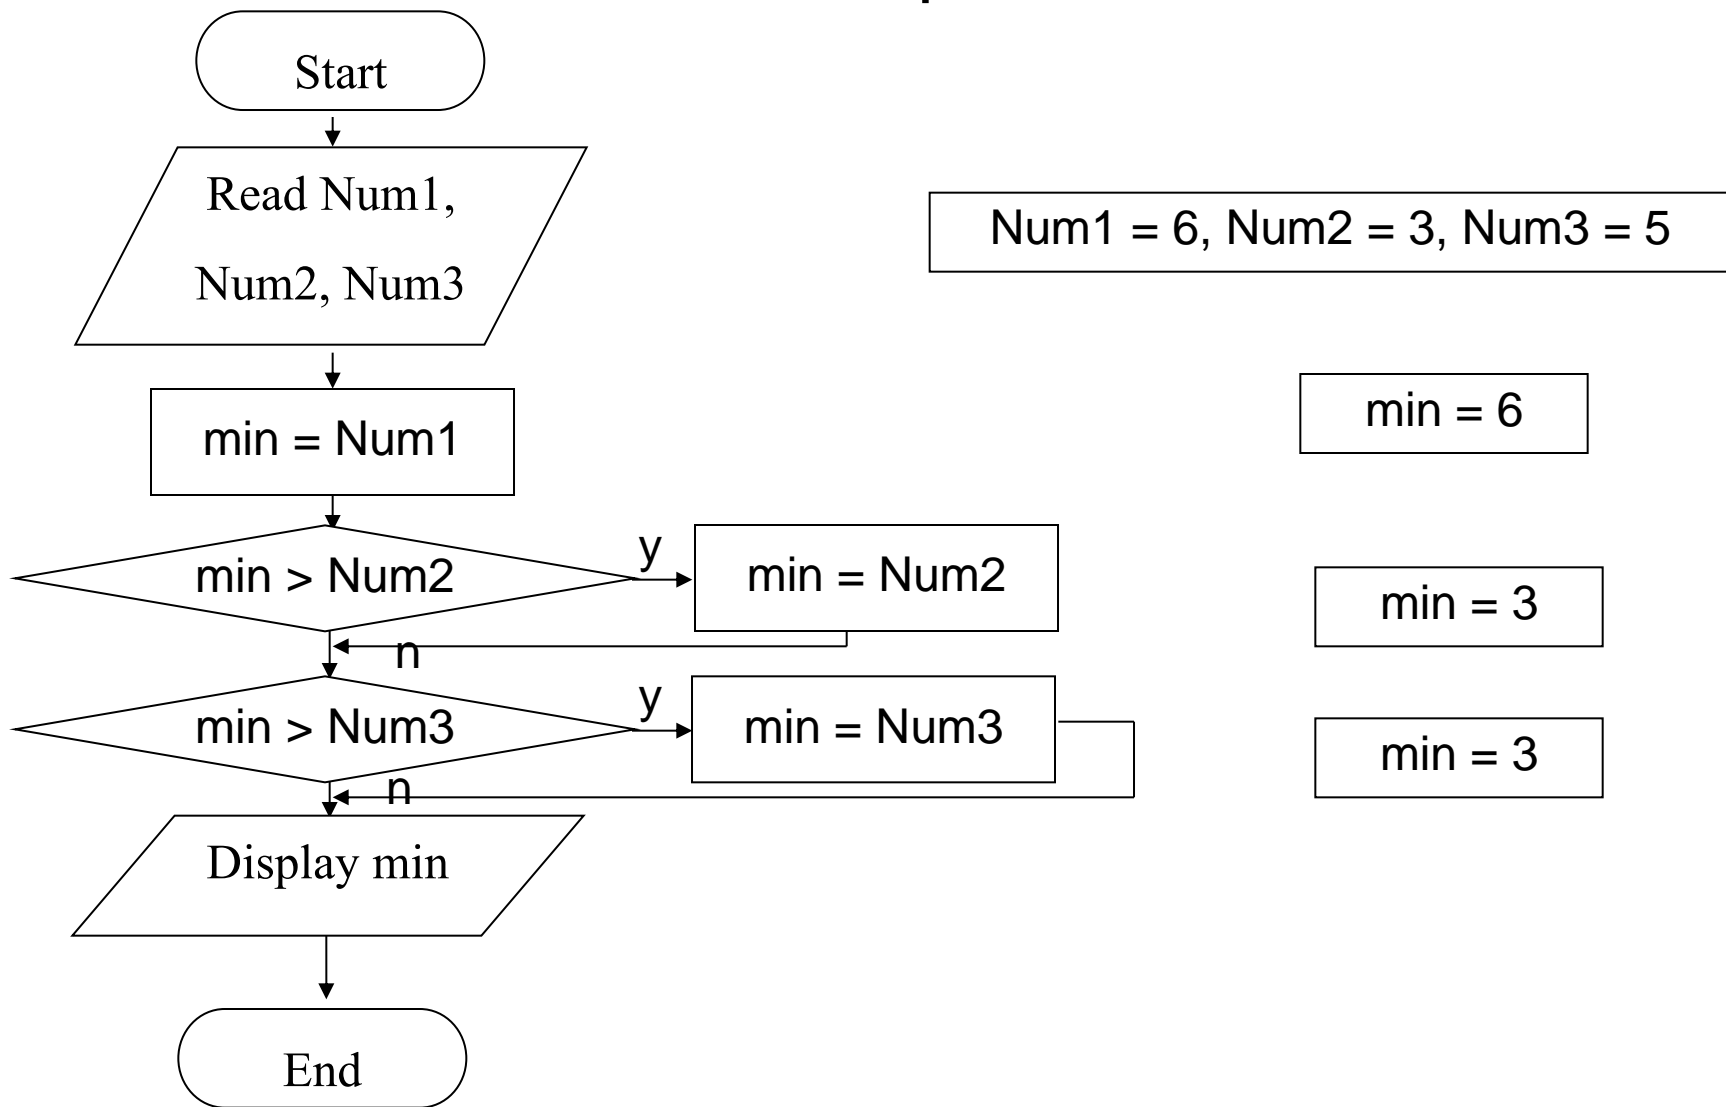 Start
Read Num1,
Num2, Num3
Num1 = 6, Num2 = 3, Num3 = 5
min = Num1
min = 6
min > Num2
y
min = Num2
min = 3
n
min > Num3
y
min = Num3
min = 3
n
Display min
End